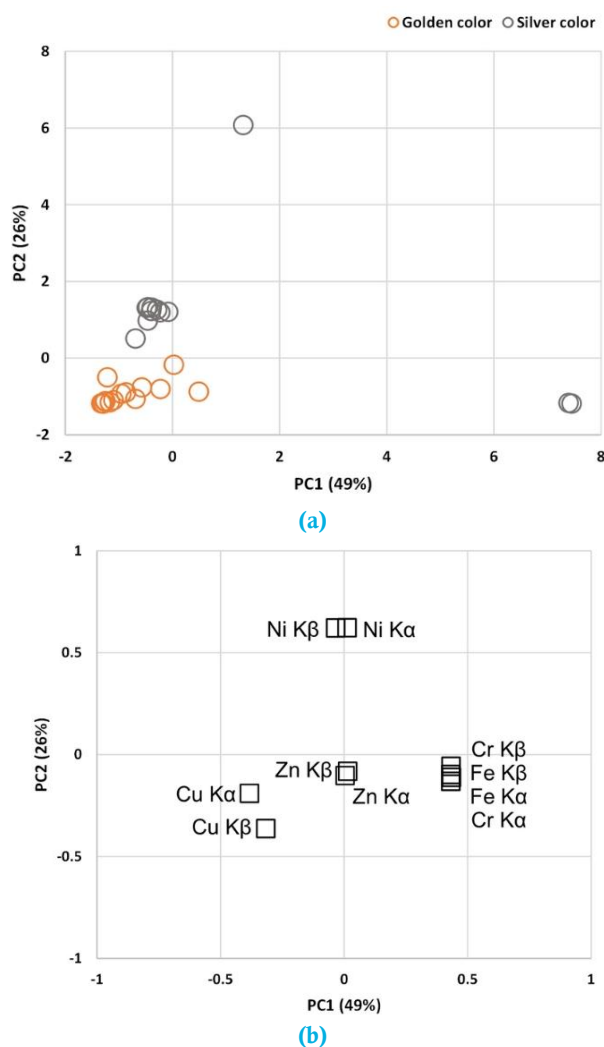 Golden color Silver color
8
6
4
2
0
-2
-2 0 2 4 6 8
PC2 (26%)
PC1 (49%)
(a)
1
0.5
0
-0.5
-1
-1 -0.5 0 0.5 1
PC2 (26%)
Ni Kβ Ni Kα
Cr Kβ
Zn Kβ Fe Kβ
Cu Kα Zn Kα Fe Kα
Cu Kβ Cr Kα
PC1 (49%)
(b)